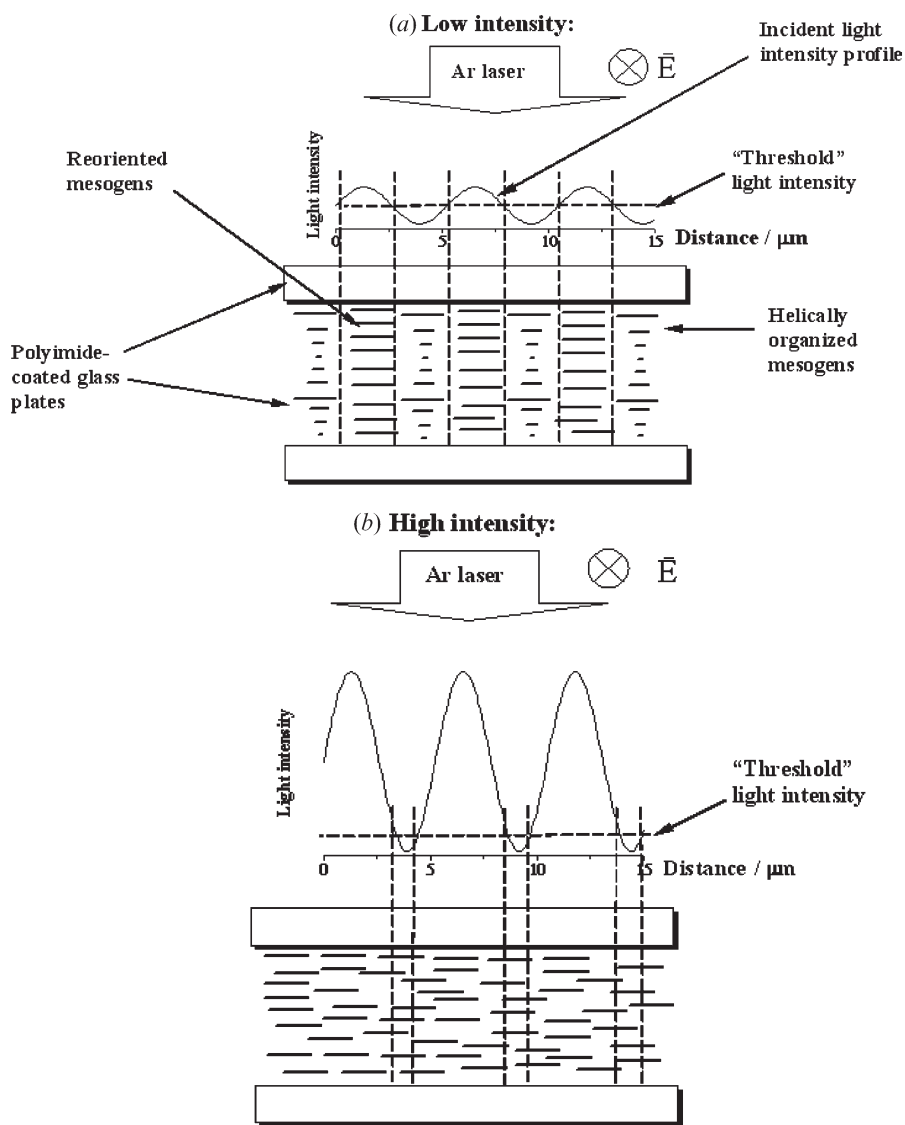 (a) Low intensity:
Ar laser
Ē
Incident light
intensity profile
Reoriented
mesogens
Light intensity
"Threshold"
light intensity
0 5 10 15 Distance / μm
Polyimide-
coated glass
plates
Helically
organized
mesogens
(b) High intensity:
Ar laser
Ē
Light intensity
"Threshold"
light intensity
0 5 10 15 Distance / μm